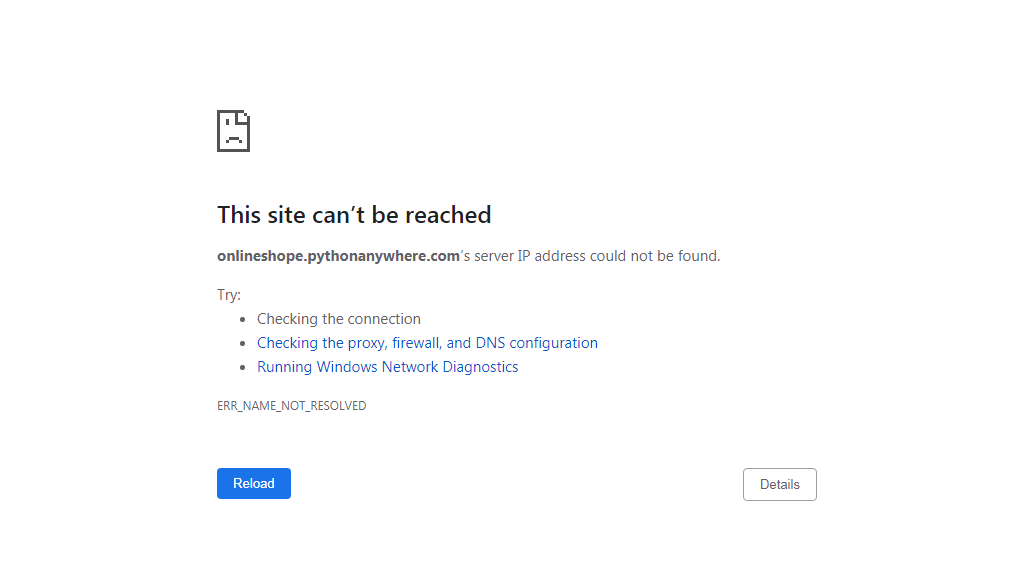 This site can’t be reached
onlineshope.pythonanywhere.com’s server IP address could not be found.
Try:
• Checking the connection
• Checking the proxy, firewall, and DNS configuration
• Running Windows Network Diagnostics
ERR_NAME_NOT_RESOLVED
Reload
Details